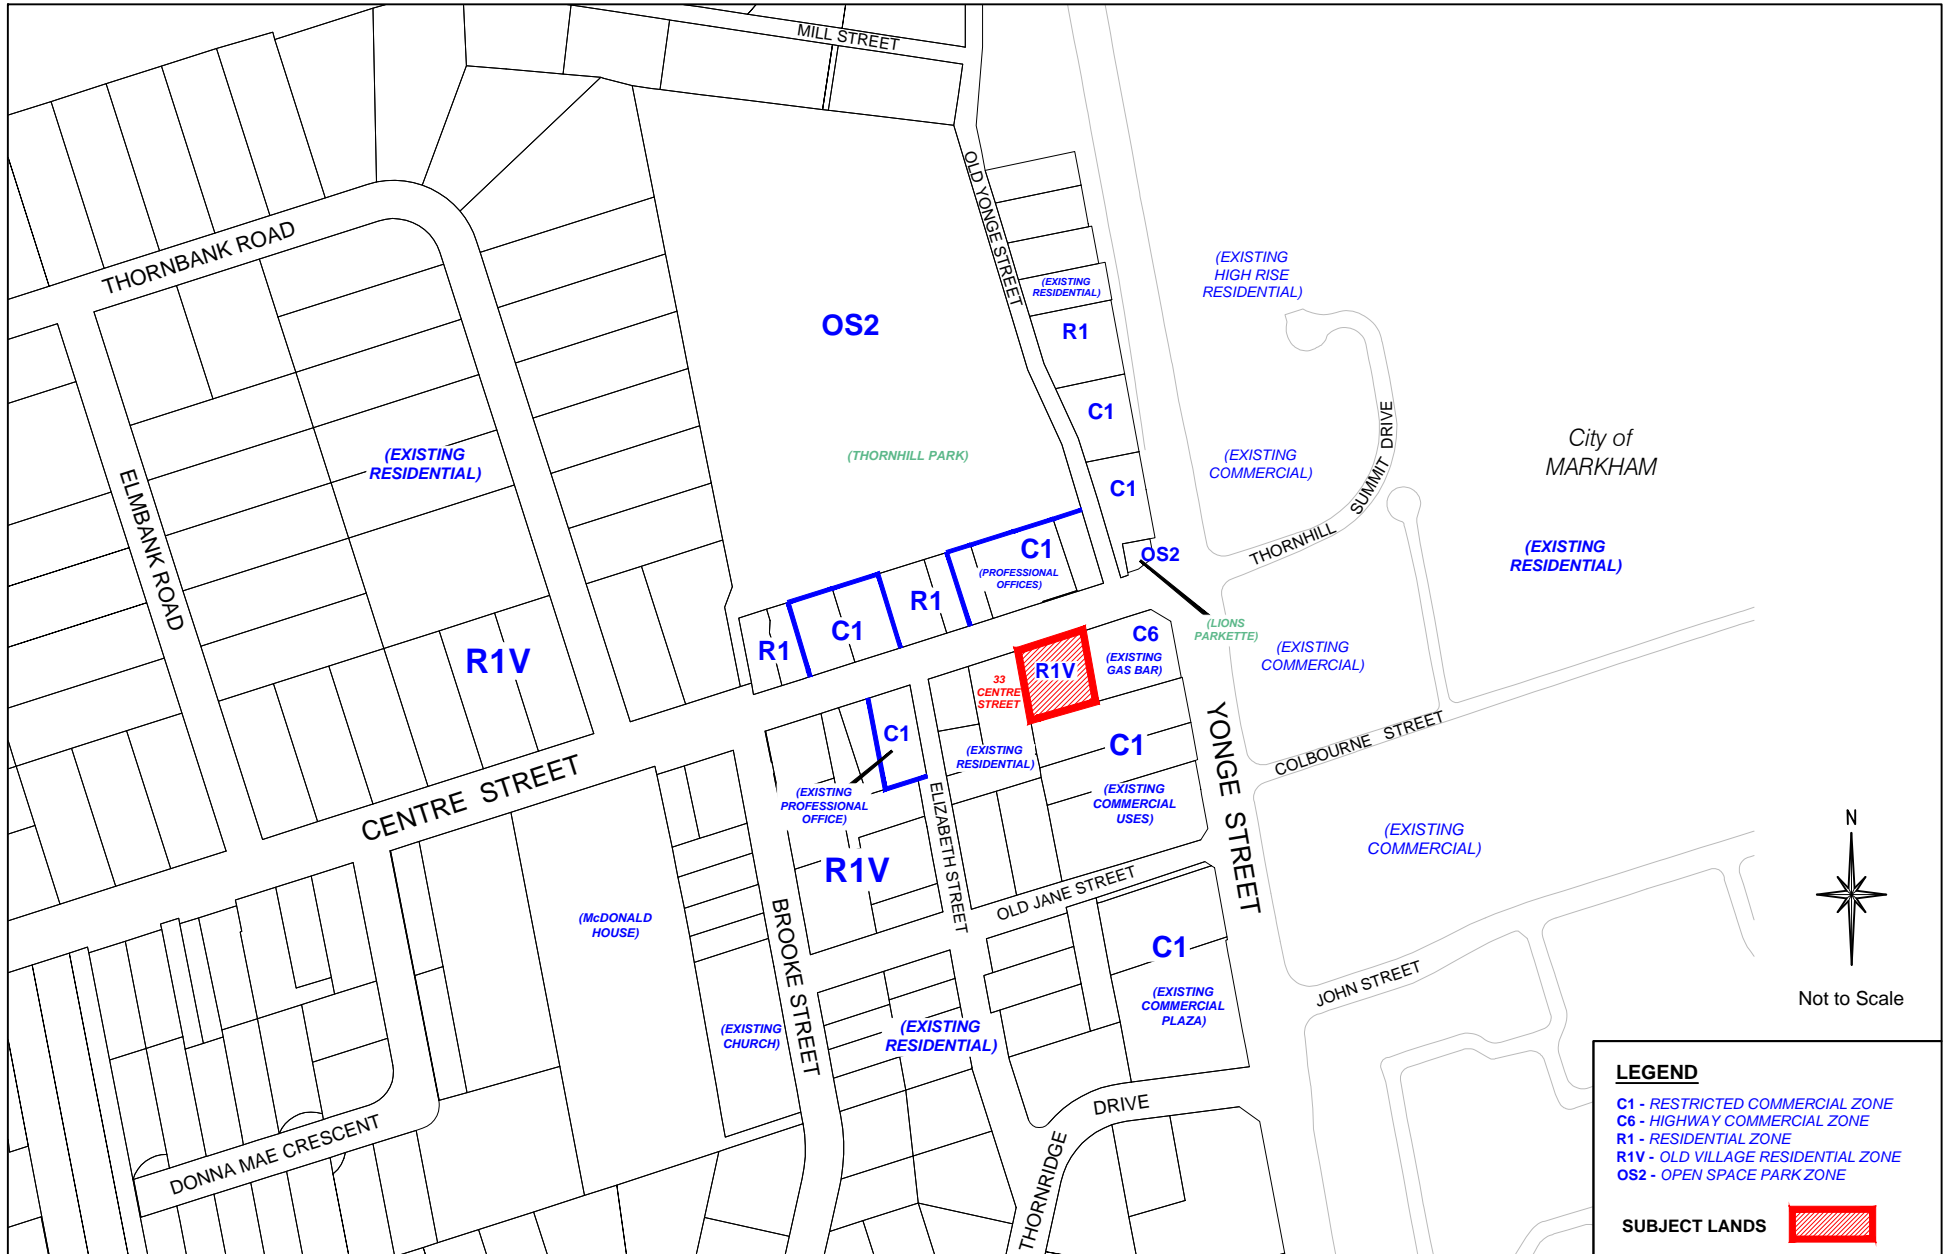 MILL STREET
OLD YONGE STREET
THORNBANK ROAD
(EXISTING
HIGH RISE
RESIDENTIAL)
(EXISTING
RESIDENTIAL)
R1
OS2
C1
(EXISTING
RESIDENTIAL)
(THORNHILL PARK)
(EXISTING
COMMERCIAL)
THORNHILL SUMMIT DRIVE
City of
MARKHAM
C1
ELMBANK ROAD
C1
(PROFESSIONAL
OFFICES)
OS2
(EXISTING
RESIDENTIAL)
R1
C1
R1
R1V
C6
(EXISTING
GAS BAR)
(LIONS
PARKETTE)
(EXISTING
COMMERCIAL)
R1V
33
CENTRE
STREET
C1
(EXISTING
RESIDENTIAL)
C1
YONGE STREET
COLBOURNE STREET
CENTRE STREET
(EXISTING
PROFESSIONAL
OFFICE)
ELIZABETH STREET
(EXISTING
COMMERCIAL
USES)
(EXISTING
COMMERCIAL)
N
R1V
OLD JANE STREET
(McDONALD
HOUSE)
BROOKE STREET
C1
(EXISTING
COMMERCIAL
PLAZA)
JOHN STREET
Not to Scale
(EXISTING
CHURCH)
(EXISTING
RESIDENTIAL)
DONNA MAE CRESCENT
THORNRIDGE DRIVE
LEGEND
C1 - RESTRICTED COMMERCIAL ZONE
C6 - HIGHWAY COMMERCIAL ZONE
R1 - RESIDENTIAL ZONE
R1V - OLD VILLAGE RESIDENTIAL ZONE
OS2 - OPEN SPACE PARK ZONE
SUBJECT LANDS